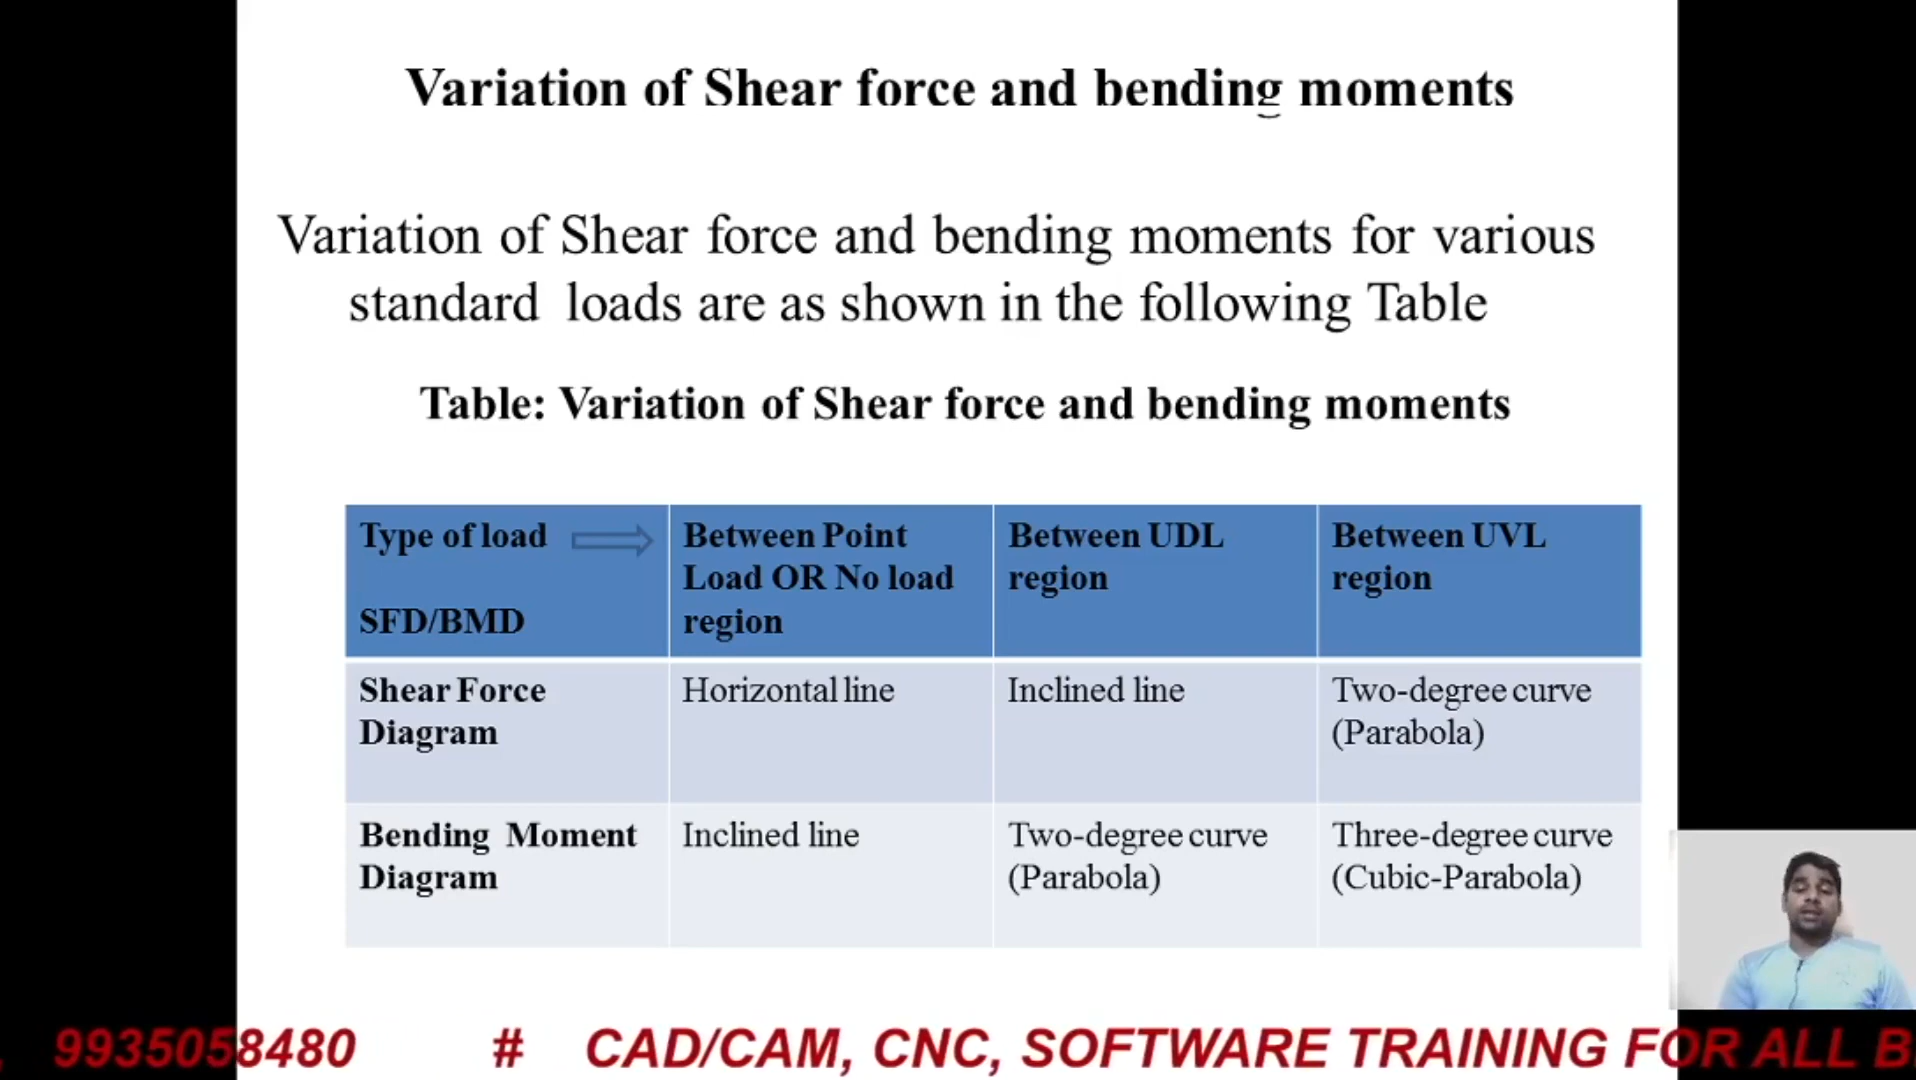 Variation of Shear force and bending moments
Variation of Shear force and bending moments for various
standard loads are as shown in the following Table
Table: Variation of Shear force and bending moments
Type of load
SFD/BMD
Between Point
Load OR No load
region
Between UDL
region
Between UVL
region
Shear Force
Diagram
Horizontal line
Inclined line
Two-degree curve
(Parabola)
Bending Moment
Diagram
Inclined line
Two-degree curve
(Parabola)
Three-degree curve
(Cubic-Parabola)
9935058480 # CAD/CAM, CNC, SOFTWARE TRAINING FOR ALL